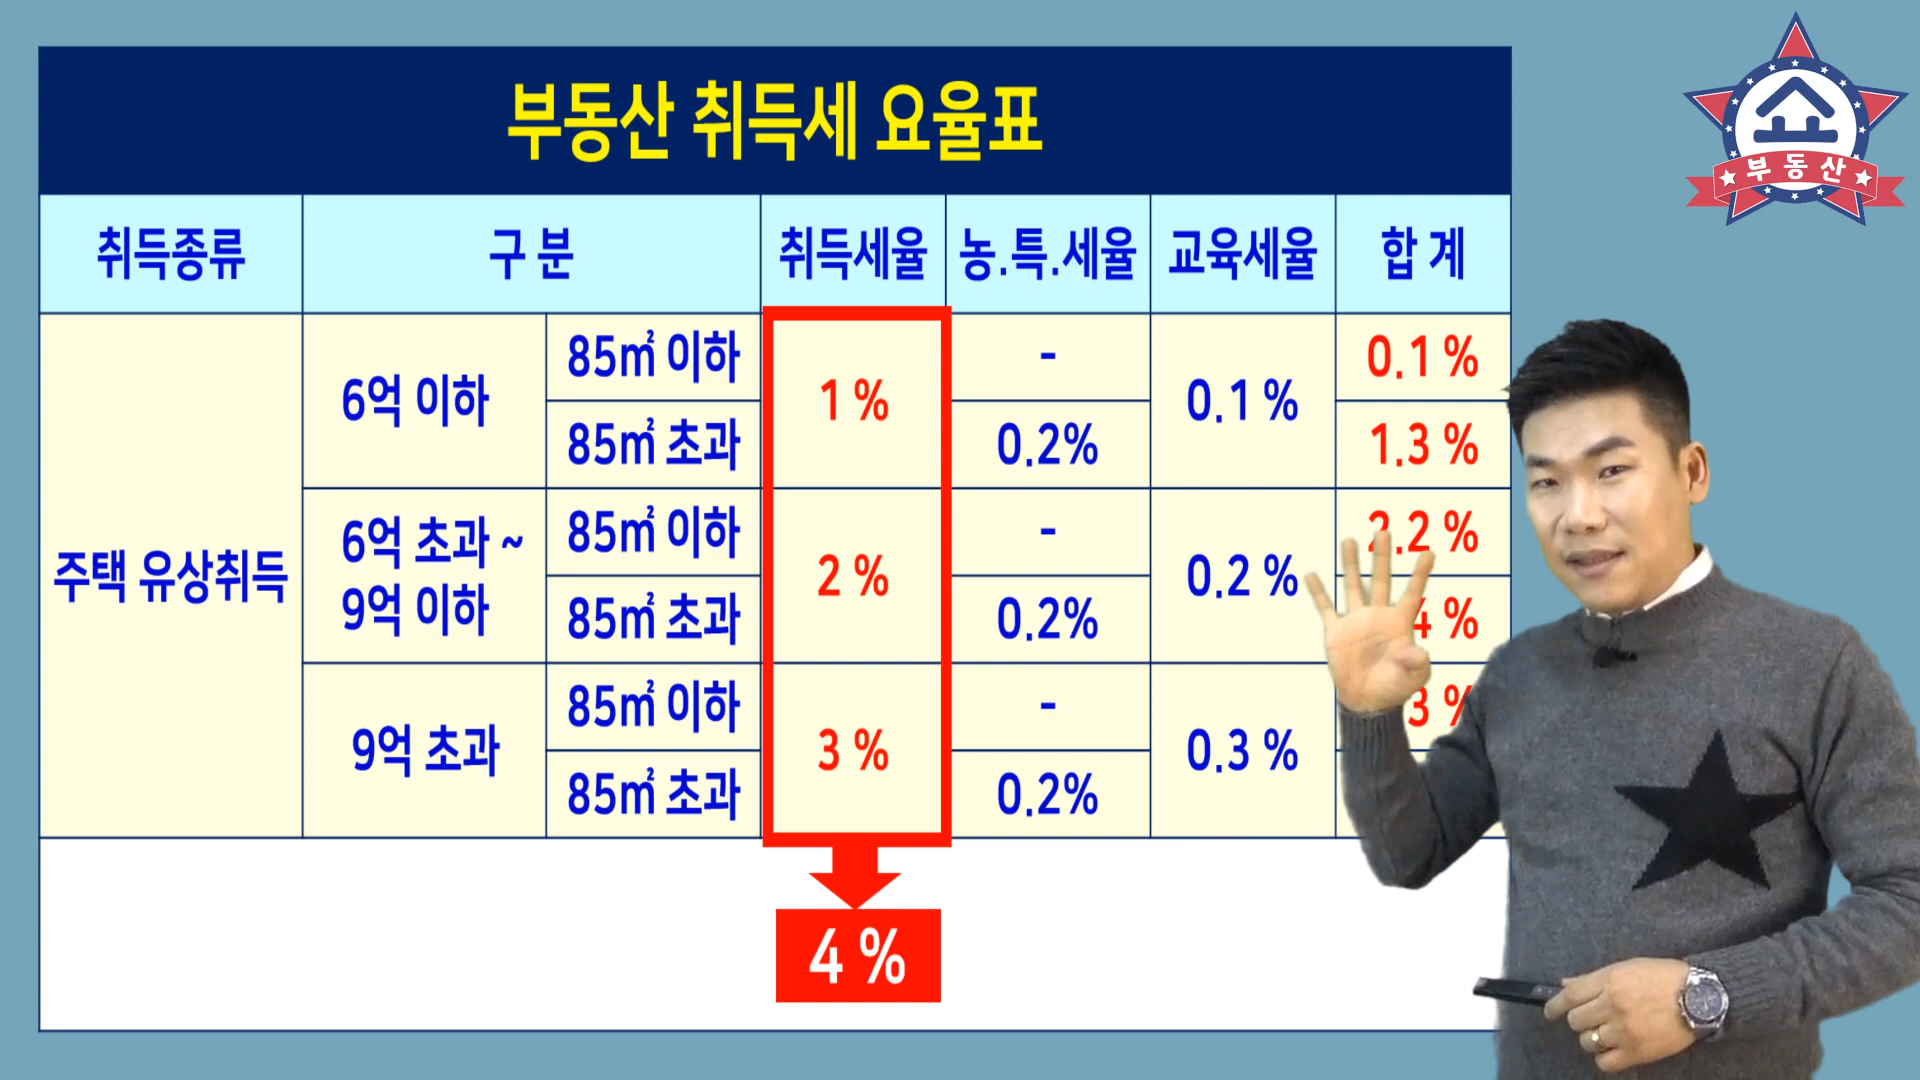 부동산 취득세 요율표
부동산
취득종류 구 분 취득세율 농.특.세율 교육세율 합 계
주택 유상취득
6억 이하 85㎡ 이하 1 % - 0.1 % 0.1 %
85㎡ 초과 0.2% 1.3 %
6억 초과 ~
9억 이하
85㎡ 이하 2 % - 0.2 % 2.2 %
85㎡ 초과 0.2% 4 %
9억 초과 85㎡ 이하 3 % - 0.3 % 3 %
85㎡ 초과 0.2%
4 %